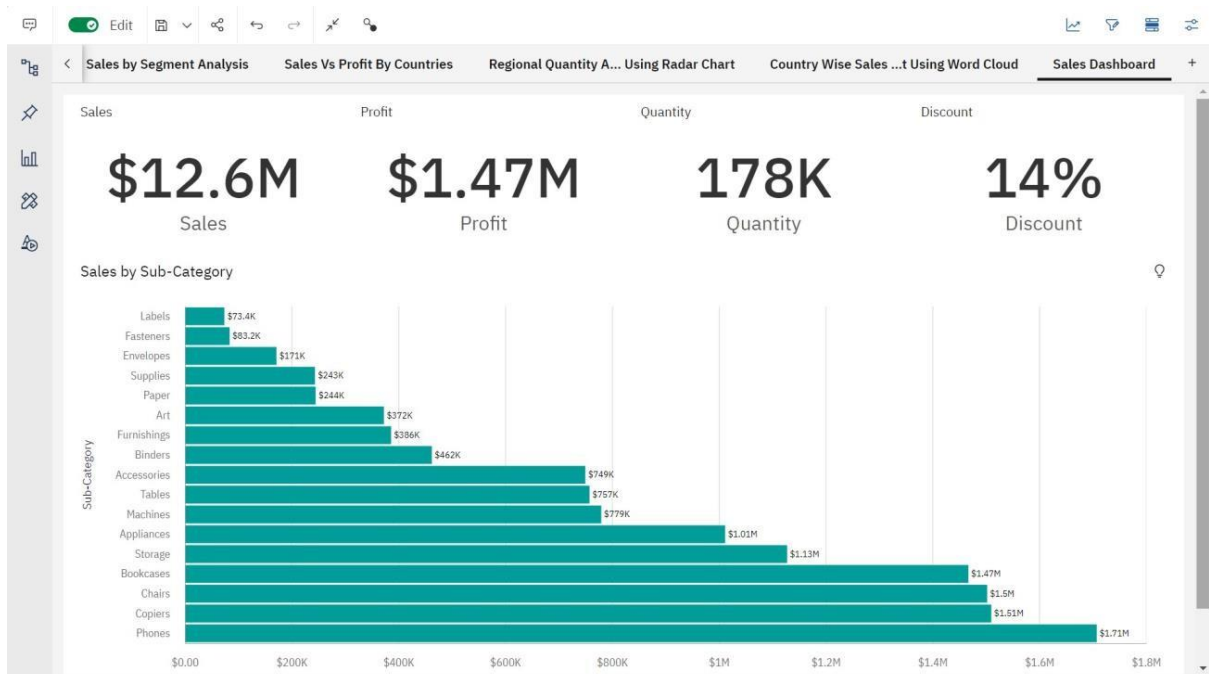 Edit
Sales by Segment Analysis Sales Vs Profit By Countries Regional Quantity A... Using Radar Chart Country Wise Sales ...t Using Word Cloud Sales Dashboard +
Sales Profit Quantity Discount
$12.6M $1.47M 178K 14%
Sales Profit Quantity Discount
Sales by Sub-Category
Sub-Category
Labels $73.4K
Fasteners $83.2K
Envelopes $171K
Supplies $243K
Paper $244K
Art $372K
Furnishings $386K
Binders $462K
Accessories $749K
Tables $757K
Machines $779K
Appliances $1.01M
Storage $1.13M
Bookcases $1.47M
Chairs $1.5M
Copiers $1.51M
Phones $1.71M
$0.00 $200K $400K $600K $800K $1M $1.2M $1.4M $1.6M $1.8M